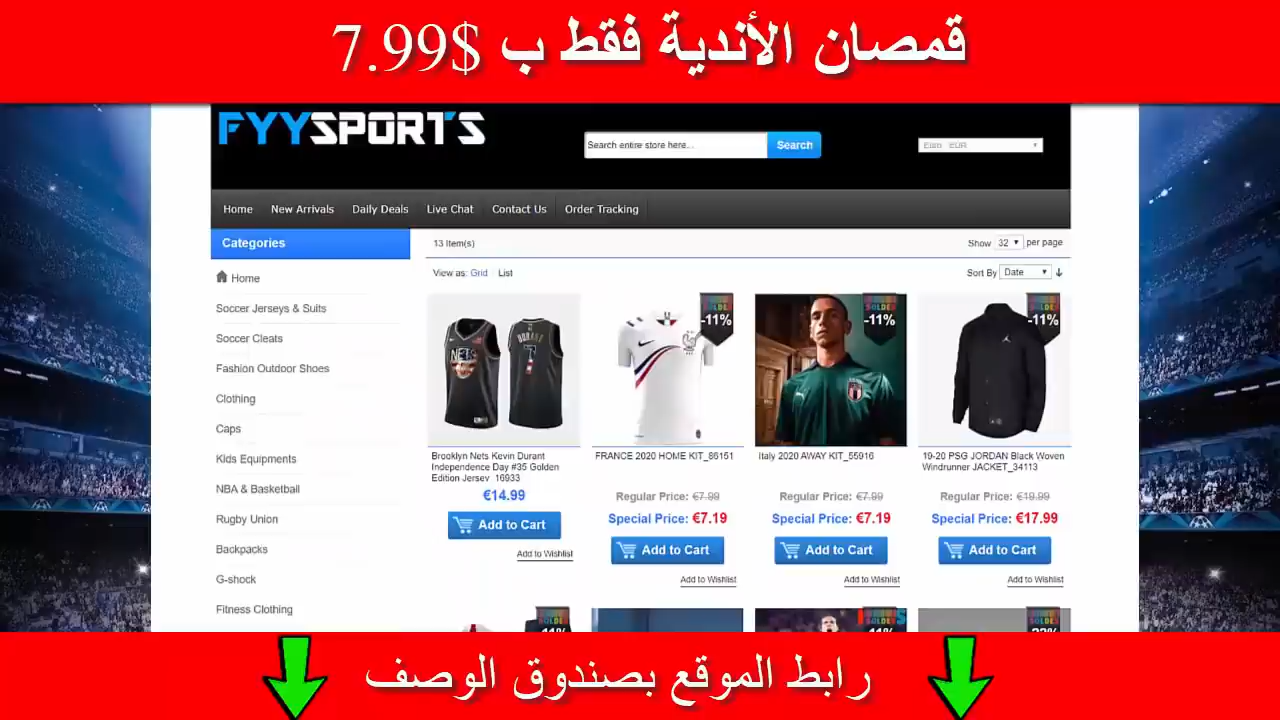 قمصان الأندية فقط ب $7.99
FYYSPORTS
Search entire store here...
Search
Euro EUR
Home
New Arrivals
Daily Deals
Live Chat
Contact Us
Order Tracking
Categories
13 Item(s)
Show 32 per page
Home
View as: Grid List
Sort By Date
Soccer Jerseys & Suits
Soccer Cleats
Fashion Outdoor Shoes
Clothing
Caps
Kids Equipments
NBA & Basketball
Rugby Union
Backpacks
G-shock
Fitness Clothing
NETS
DURANT
7
-11%
-11%
-11%
Brooklyn Nets Kevin Durant
Independence Day #35 Golden
Edition Jersey_16933
€14.99
Add to Cart
Add to Wishlist
FRANCE 2020 HOME KIT_86151
Regular Price: €7.99
Special Price: €7.19
Add to Cart
Add to Wishlist
Italy 2020 AWAY KIT_55916
Regular Price: €7.99
Special Price: €7.19
Add to Cart
Add to Wishlist
19-20 PSG JORDAN Black Woven
Windrunner JACKET_34113
Regular Price: €19.99
Special Price: €17.99
Add to Cart
Add to Wishlist
رابط الموقع بصندوق الوصف